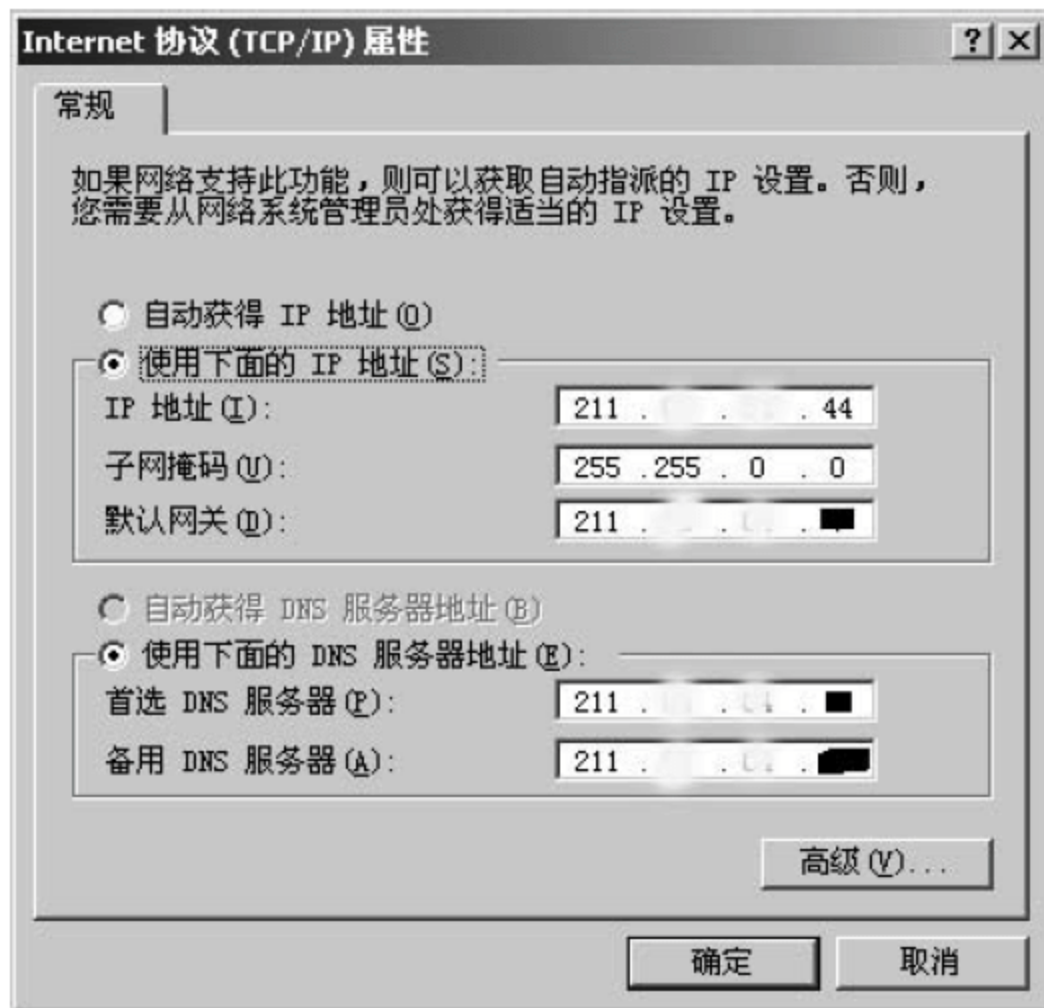 Internet 协议 (TCP/IP) 属性
常规
如果网络支持此功能，则可以获取自动指派的 IP 设置。否则，
您需要从网络系统管理员处获得适当的 IP 设置。
自动获得 IP 地址(O)
使用下面的 IP 地址(S):
IP 地址(I): 211 . . . 44
子网掩码(U): 255 .255 . 0 . 0
默认网关(D): 211 . . .
自动获得 DNS 服务器地址(B)
使用下面的 DNS 服务器地址(E):
首选 DNS 服务器(P): 211 . . .
备用 DNS 服务器(A): 211 . . .
高级(V)...
确定 取消